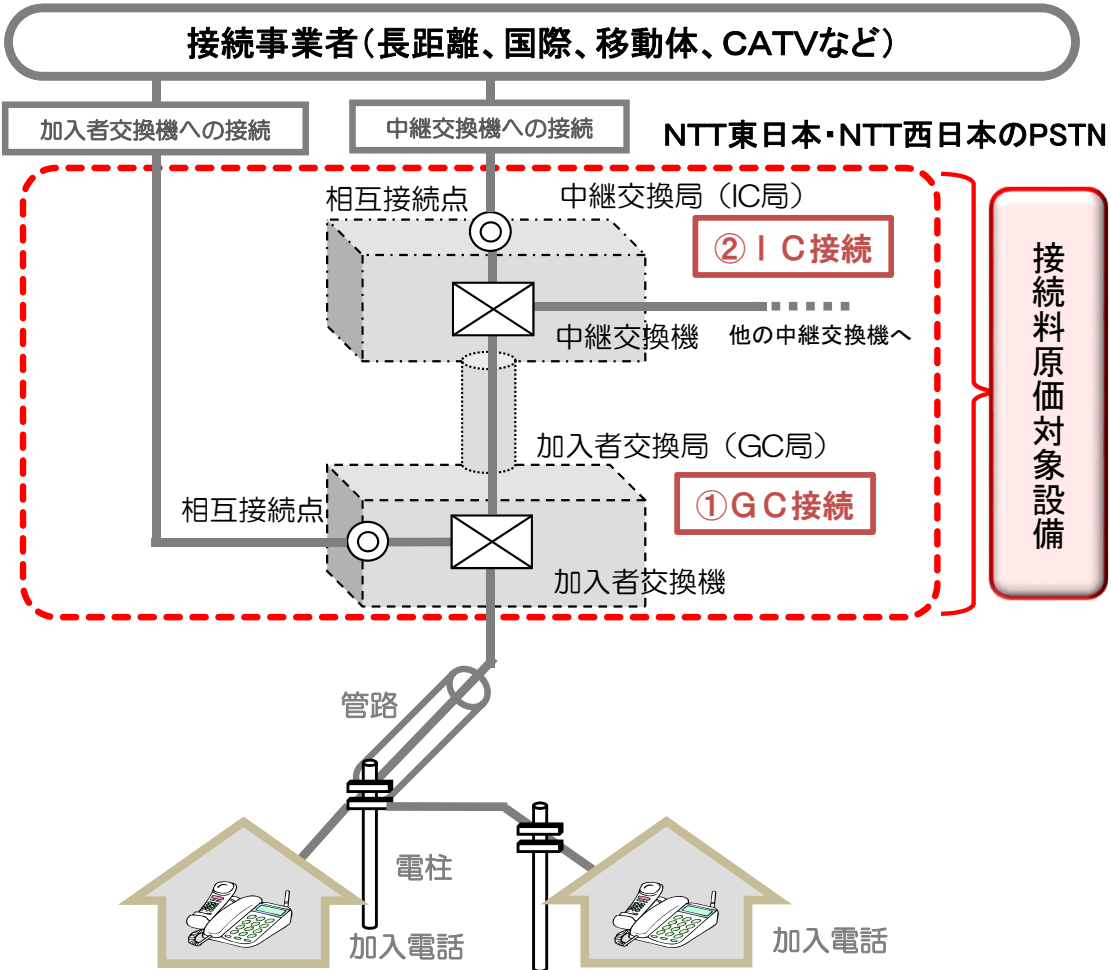 接続事業者（長距離、国際、移動体、CATVなど）
加入者交換機への接続
中継交換機への接続
NTT東日本・NTT西日本のPSTN
相互接続点
中継交換局（IC局）
②ＩＣ接続
中継交換機
他の中継交換機へ
接続料原価対象設備
加入者交換局（GC局）
①ＧＣ接続
相互接続点
加入者交換機
管路
電柱
加入電話
加入電話